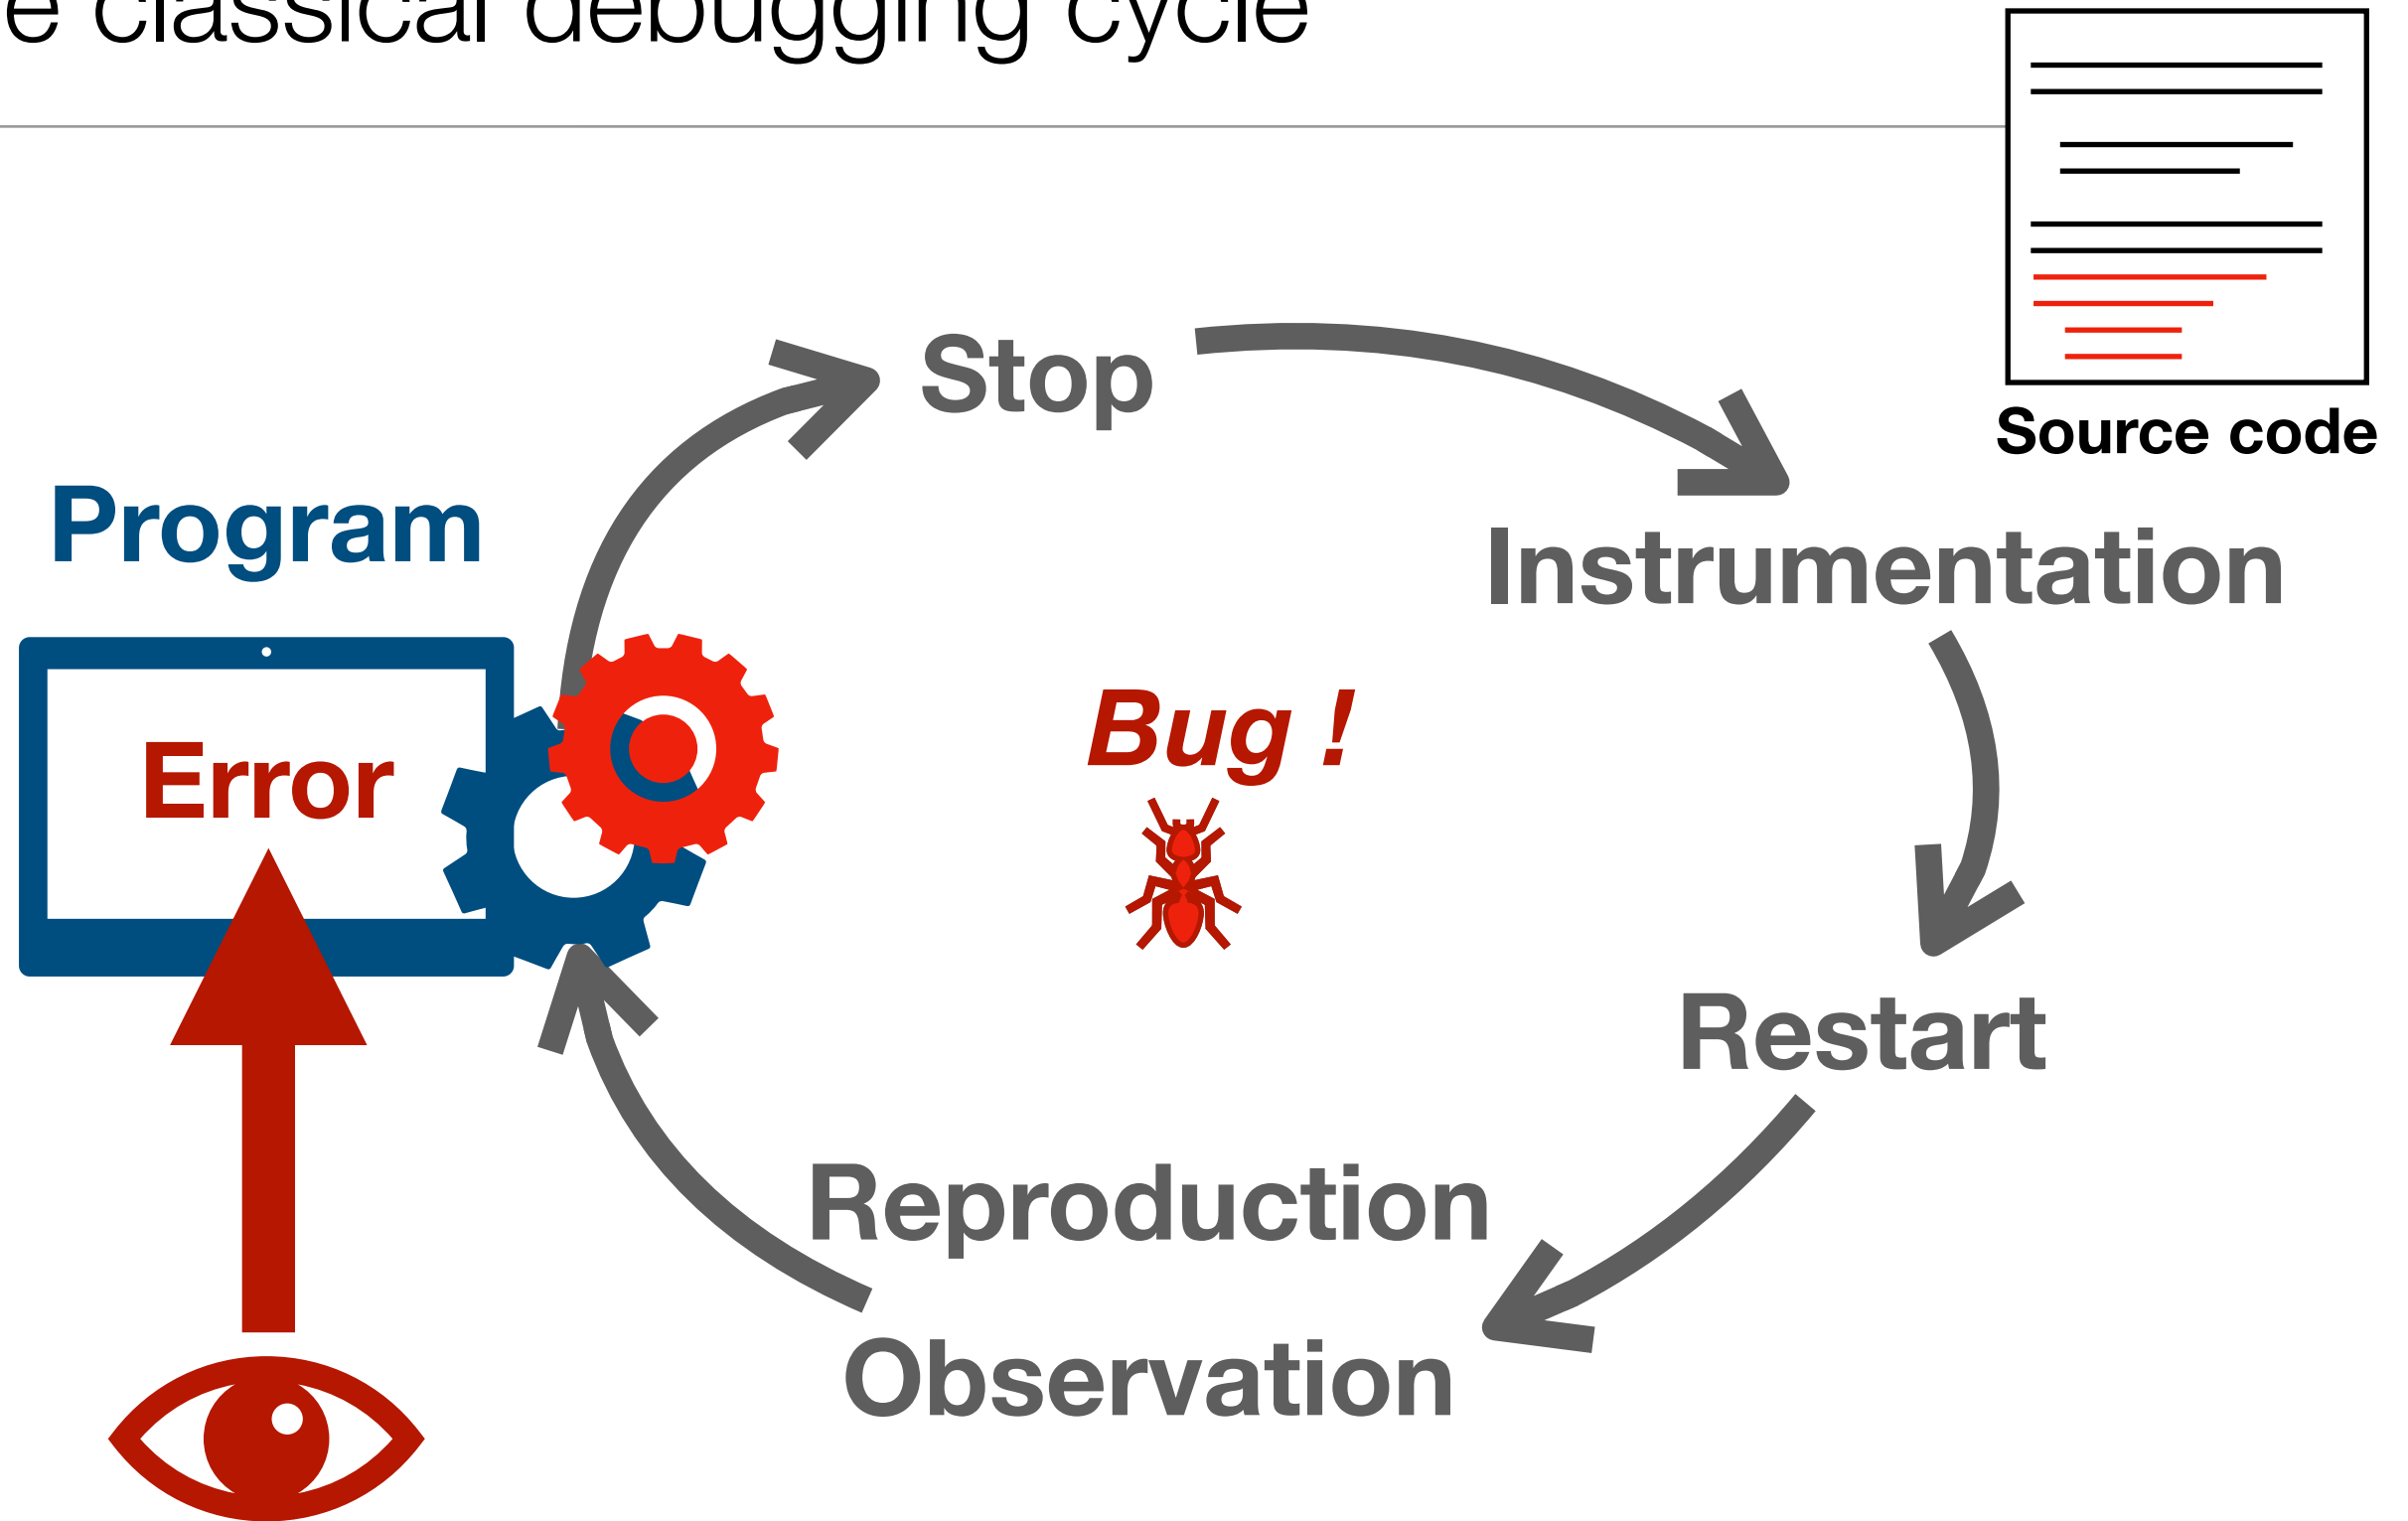 e classical debugging cycle
Stop
Source code
Program
Instrumentation
Error
Bug !
Restart
Reproduction
Observation